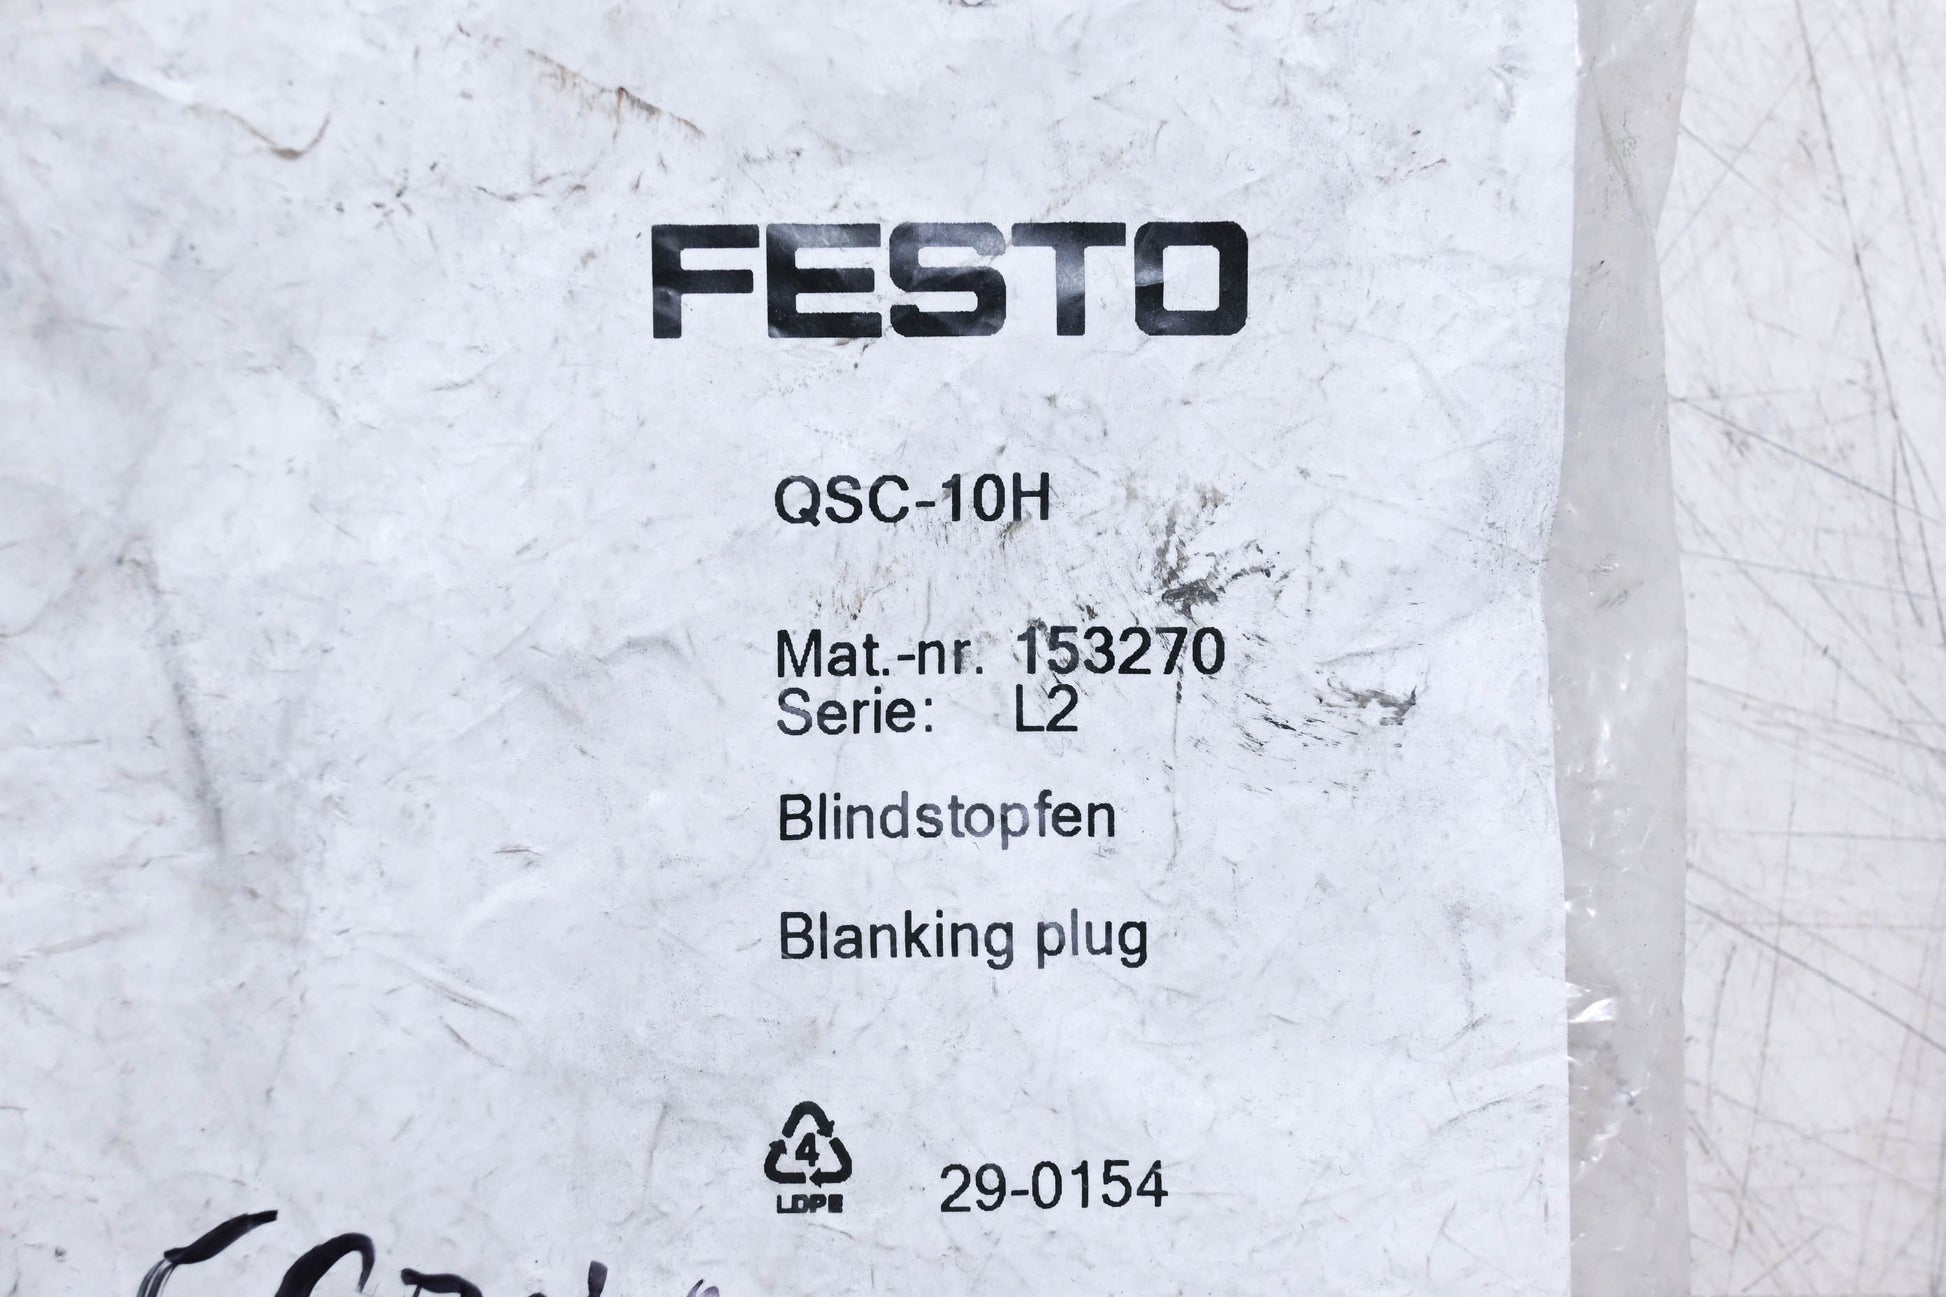 FESTO
QSC-10H
Mat.-nr. 153270
Serie: L2
Blindstopfen
Blanking plug
4
LDPE
29-0154